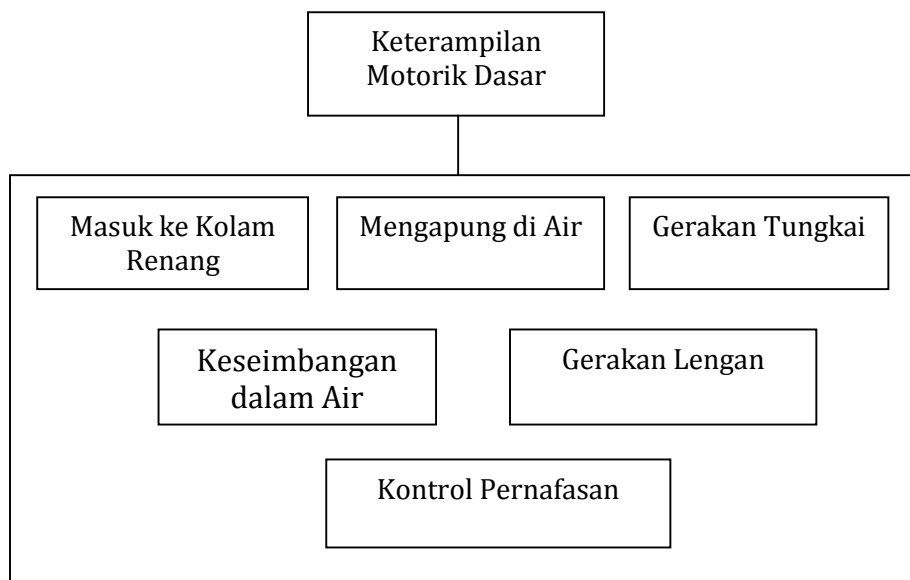 Keterampilan
Motorik Dasar
Masuk ke Kolam
Renang
Mengapung di Air
Gerakan Tungkai
Keseimbangan
dalam Air
Gerakan Lengan
Kontrol Pernafasan